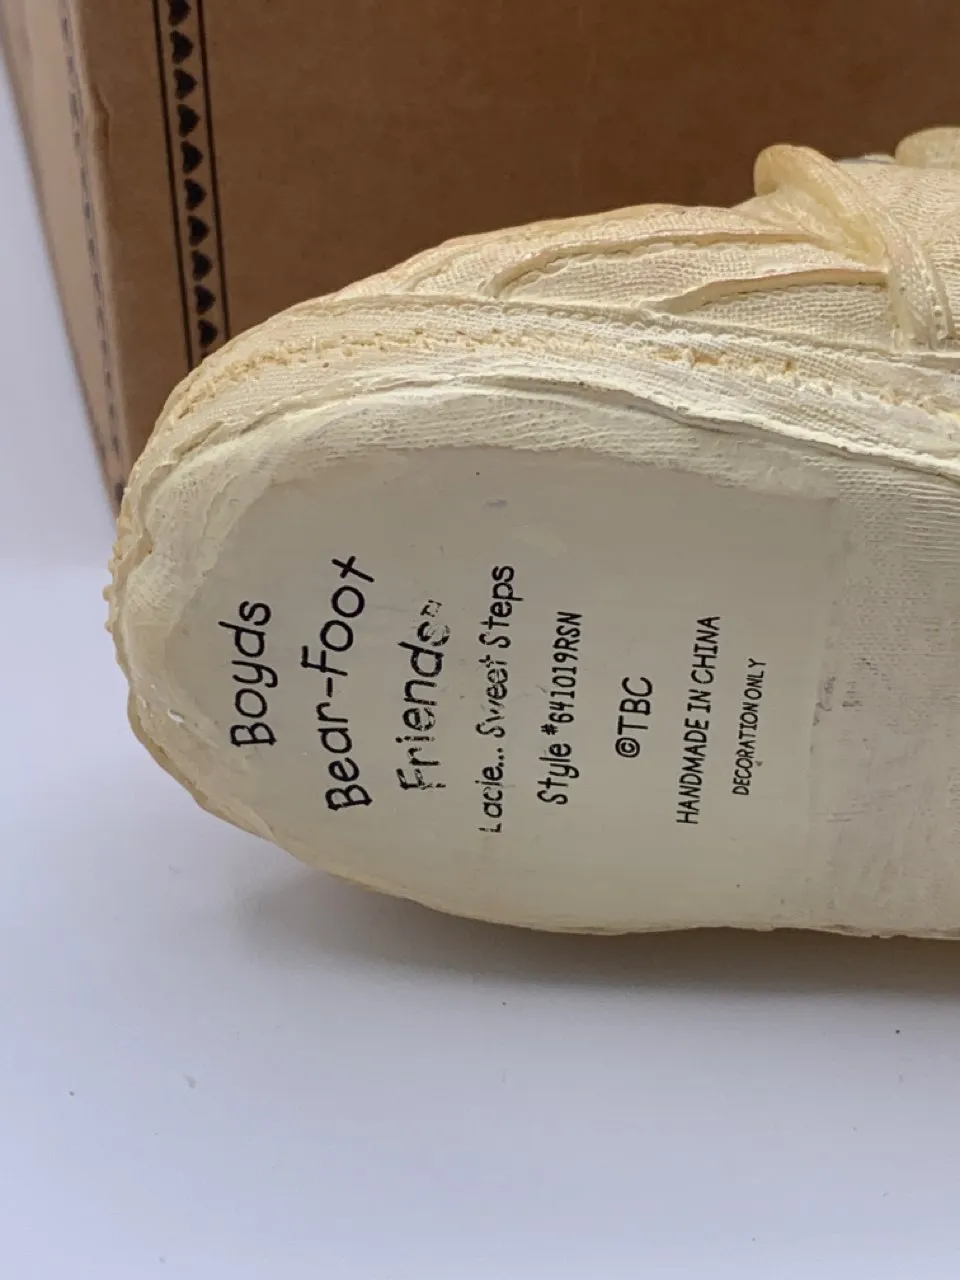 Boyds
Bear-Foot
Friends™
Lacie... Sweet Steps
Style #641019RSN
©TBC
HANDMADE IN CHINA
DECORATION ONLY